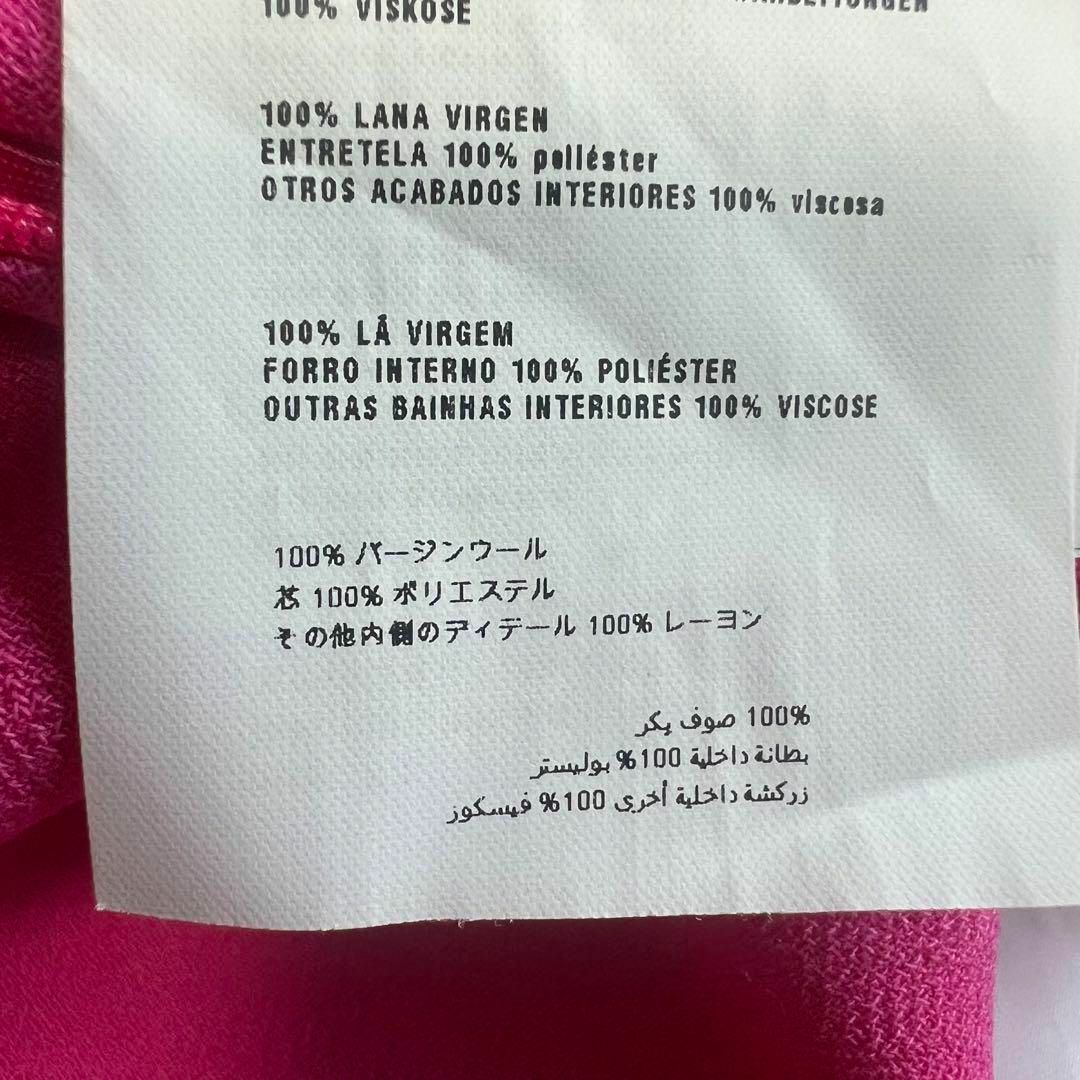 100% VISKOSE
100% LANA VIRGEN
ENTRETELA 100% poliéster
OTROS ACABADOS INTERIORES 100% viscosa
100% LÃ VIRGEM
FORRO INTERNO 100% POLIÉSTER
OUTRAS BAINHAS INTERIORES 100% VISCOSE
100% バージンウール
芯 100% ポリエステル
その他内側のディテール 100% レーヨン
100% صوف بكر
بطانة داخلية 100% بوليستر
زركشة داخلية أخرى 100% فيسكوز